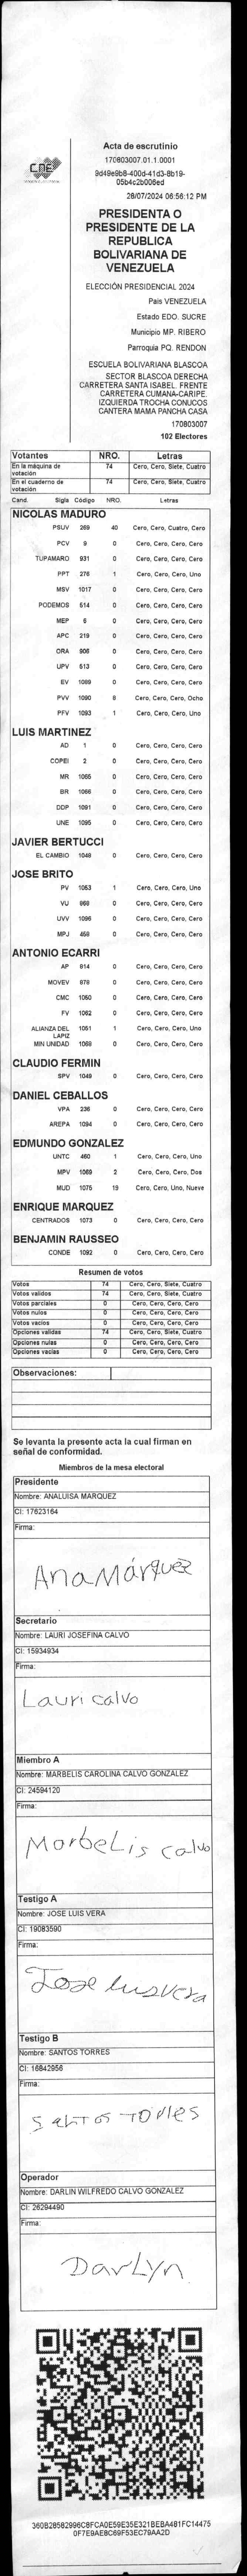 CNE
Acta de escrutinio
170803007.01.1.0001
9d49e9b8-400d-41d3-8b19-
05b4c2b006ed
28/07/2024 06:56:12 PM
PRESIDENTA O
PRESIDENTE DE LA
REPUBLICA
BOLIVARIANA DE
VENEZUELA
ELECCIÓN PRESIDENCIAL 2024
Pais VENEZUELA
Estado EDO. SUCRE
Municipio MP. RIBERO
Parroquia PQ. RENDON
ESCUELA BOLIVARIANA BLASCOA
SECTOR BLASCOA DERECHA
CARRETERA SANTA ISABEL. FRENTE
CARRETERA CUMANA-CARIPE.
IZQUIERDA TROCHA CONUCOS
CANTERA MAMA PANCHA CASA
170803007
102 Electores
Votantes NRO. Letras
En la máquina de votación 74 Cero, Cero, Siete, Cuatro
En el cuaderno de votación 74 Cero, Cero, Siete, Cuatro
Cand. Sigla Código NRO. Letras
NICOLAS MADURO
PSUV 269 40 Cero, Cero, Cuatro, Cero
PCV 9 0 Cero, Cero, Cero, Cero
TUPAMARO 931 0 Cero, Cero, Cero, Cero
PPT 276 1 Cero, Cero, Cero, Uno
MSV 1017 0 Cero, Cero, Cero, Cero
PODEMOS 514 0 Cero, Cero, Cero, Cero
MEP 6 0 Cero, Cero, Cero, Cero
APC 219 0 Cero, Cero, Cero, Cero
ORA 906 0 Cero, Cero, Cero, Cero
UPV 513 0 Cero, Cero, Cero, Cero
EV 1089 0 Cero, Cero, Cero, Cero
PVV 1090 8 Cero, Cero, Cero, Ocho
PFV 1093 1 Cero, Cero, Cero, Uno
LUIS MARTINEZ
AD 1 0 Cero, Cero, Cero, Cero
COPEI 2 0 Cero, Cero, Cero, Cero
MR 1065 0 Cero, Cero, Cero, Cero
BR 1066 0 Cero, Cero, Cero, Cero
DDP 1091 0 Cero, Cero, Cero, Cero
UNE 1095 0 Cero, Cero, Cero, Cero
JAVIER BERTUCCI
EL CAMBIO 1048 0 Cero, Cero, Cero, Cero
JOSE BRITO
PV 1053 1 Cero, Cero, Cero, Uno
VU 868 0 Cero, Cero, Cero, Cero
UVV 1096 0 Cero, Cero, Cero, Cero
MPJ 458 0 Cero, Cero, Cero, Cero
ANTONIO ECARRI
AP 814 0 Cero, Cero, Cero, Cero
MOVEV 878 0 Cero, Cero, Cero, Cero
CMC 1050 0 Cero, Cero, Cero, Cero
FV 1062 0 Cero, Cero, Cero, Cero
ALIANZA DEL LAPIZ 1051 1 Cero, Cero, Cero, Uno
MIN UNIDAD 1068 0 Cero, Cero, Cero, Cero
CLAUDIO FERMIN
SPV 1049 0 Cero, Cero, Cero, Cero
DANIEL CEBALLOS
VPA 236 0 Cero, Cero, Cero, Cero
AREPA 1094 0 Cero, Cero, Cero, Cero
EDMUNDO GONZALEZ
UNTC 460 1 Cero, Cero, Cero, Uno
MPV 1069 2 Cero, Cero, Cero, Dos
MUD 1075 19 Cero, Cero, Uno, Nueve
ENRIQUE MARQUEZ
CENTRADOS 1073 0 Cero, Cero, Cero, Cero
BENJAMIN RAUSSEO
CONDE 1092 0 Cero, Cero, Cero, Cero
Resumen de votos
Votos 74 Cero, Cero, Siete, Cuatro
Votos validos 74 Cero, Cero, Siete, Cuatro
Votos parciales 0 Cero, Cero, Cero, Cero
Votos nulos 0 Cero, Cero, Cero, Cero
Votos vacíos 0 Cero, Cero, Cero, Cero
Opciones validas 74 Cero, Cero, Siete, Cuatro
Opciones nulas 0 Cero, Cero, Cero, Cero
Opciones vacias 0 Cero, Cero, Cero, Cero
Observaciones:
Se levanta la presente acta la cual firman en
señal de conformidad.
Miembros de la mesa electoral
Presidente
Nombre: ANALUISA MARQUEZ
CI: 17623164
Firma:
Ana Márquez
Secretario
Nombre: LAURI JOSEFINA CALVO
CI: 15934934
Firma:
Lauri calvo
Miembro A
Nombre: MARBELIS CAROLINA CALVO GONZALEZ
CI: 24594120
Firma:
Marbelis calvo
Testigo A
Nombre: JOSE LUIS VERA
CI: 19083590
Firma:
Jose luis vera
Testigo B
Nombre: SANTOS TORRES
CI: 16842956
Firma:
SANTOS TORRES
Operador
Nombre: DARLIN WILFREDO CALVO GONZALEZ
CI: 26294490
Firma:
Darlyn
360B28582996C8FCA0E59E35E321BEBA481FC14475
0F7E9AE8C69F53EC79AA2D